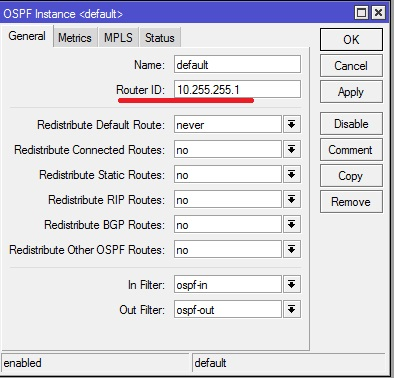 OSPF Instance <default>
General Metrics MPLS Status
OK
Cancel
Apply
Disable
Comment
Copy
Remove
Name: default
Router ID: 10.255.255.1
Redistribute Default Route: never
Redistribute Connected Routes: no
Redistribute Static Routes: no
Redistribute RIP Routes: no
Redistribute BGP Routes: no
Redistribute Other OSPF Routes: no
In Filter: ospf-in
Out Filter: ospf-out
enabled default